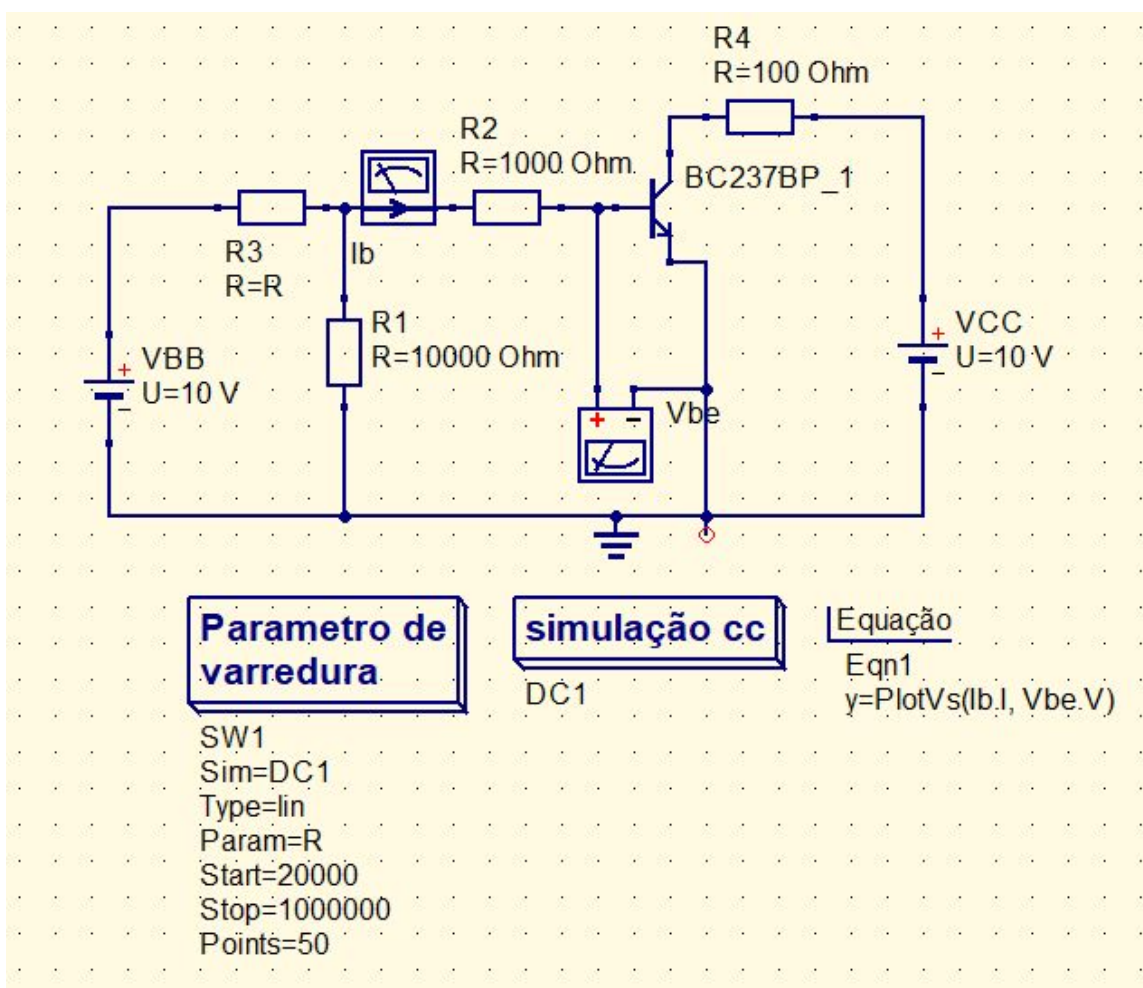 R4
R=100 Ohm
R2
R=1000 Ohm
BC237BP_1
R3
R=R
Ib
R1
R=10000 Ohm
VBB
U=10 V
+
−
VCC
U=10 V
+
−
Vbe
+ −
Parametro de
varredura
SW1
Sim=DC1
Type=lin
Param=R
Start=20000
Stop=1000000
Points=50
simulação cc
DC1
Equação
Eqn1
y=PlotVs(Ib.I, Vbe.V)